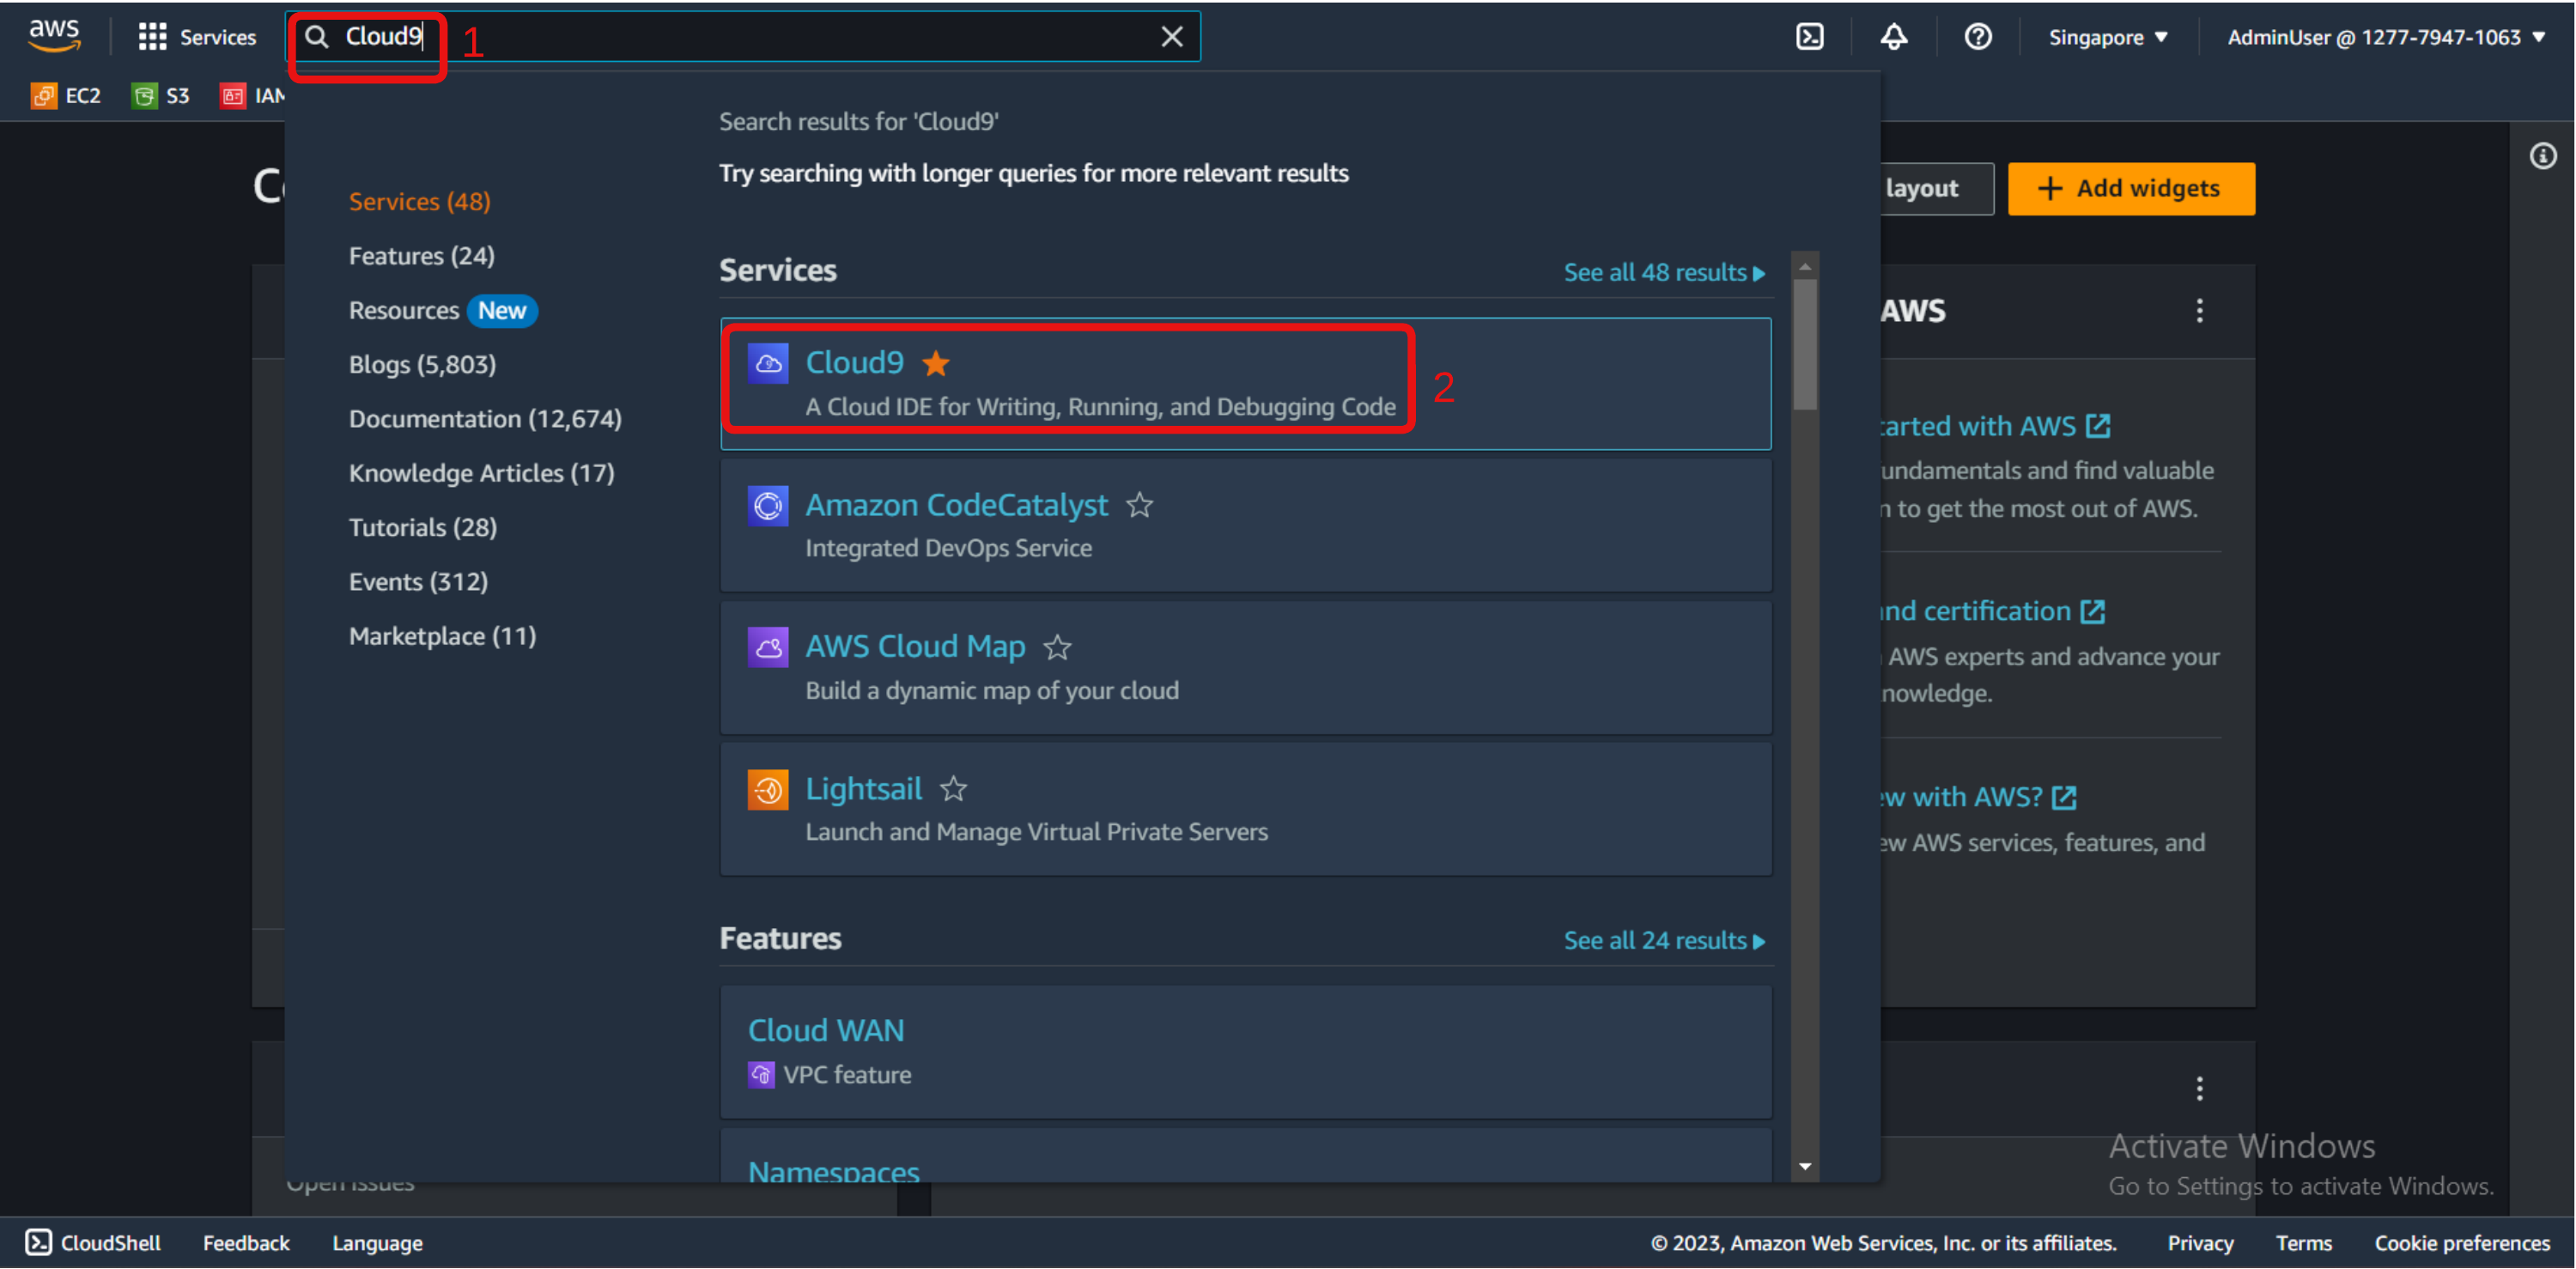 aws
Services
Cloud9
1
Singapore
AdminUser @ 1277-7947-1063
EC2
S3
IAM
Search results for 'Cloud9'
Try searching with longer queries for more relevant results
Services (48)
Features (24)
Resources New
Blogs (5,803)
Documentation (12,674)
Knowledge Articles (17)
Tutorials (28)
Events (312)
Marketplace (11)
Services
See all 48 results
Cloud9
A Cloud IDE for Writing, Running, and Debugging Code
2
Amazon CodeCatalyst
Integrated DevOps Service
AWS Cloud Map
Build a dynamic map of your cloud
Lightsail
Launch and Manage Virtual Private Servers
Features
See all 24 results
Cloud WAN
VPC feature
Namespaces
layout
+ Add widgets
AWS
with AWS
and find valuable
to get the most out of AWS.
certification
AWS experts and advance your
with AWS?
AWS services, features, and
Open issues
Activate Windows
Go to Settings to activate Windows.
CloudShell
Feedback
Language
© 2023, Amazon Web Services, Inc. or its affiliates.
Privacy
Terms
Cookie preferences